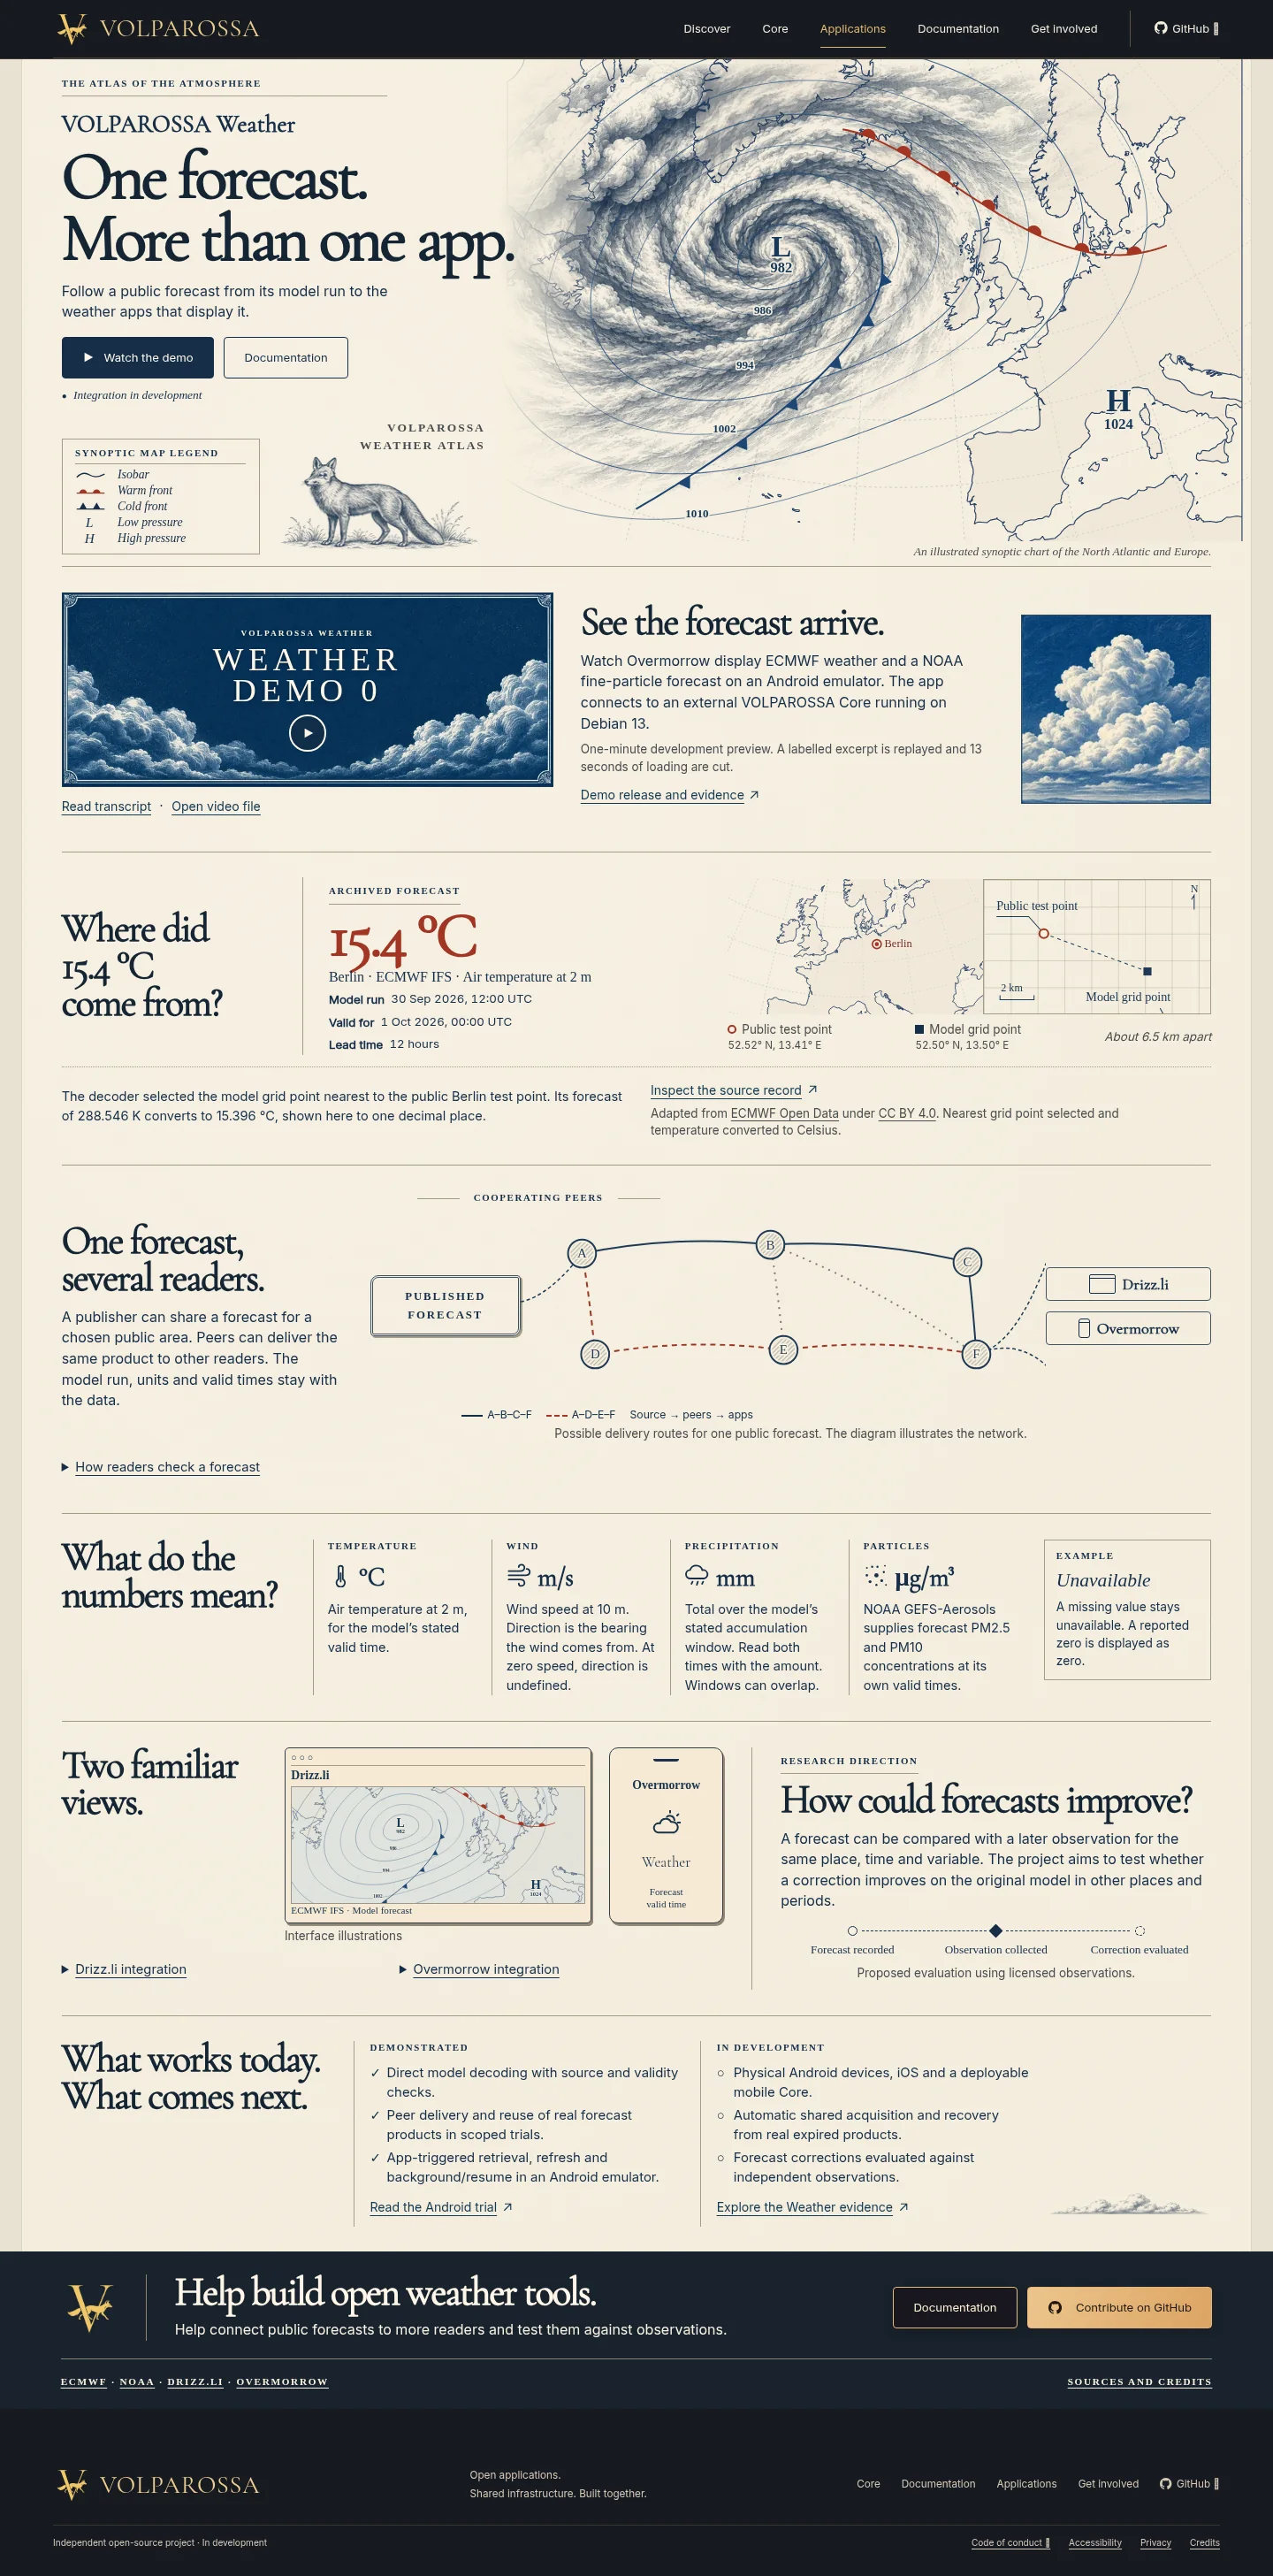 VOLPAROSSA
Discover
Core
Applications
Documentation
Get involved
GitHub
THE ATLAS OF THE ATMOSPHERE
VOLPAROSSA Weather
One forecast.
More than one app.
Follow a public forecast from its model run to the
weather apps that display it.
Watch the demo
Documentation
• Integration in development
VOLPAROSSA
WEATHER ATLAS
SYNOPTIC MAP LEGEND
Isobar
Warm front
Cold front
L Low pressure
H High pressure
L
982
986
994
1002
1010
H
1024
An illustrated synoptic chart of the North Atlantic and Europe.
VOLPAROSSA WEATHER
WEATHER
DEMO 0
Read transcript · Open video file
See the forecast arrive.
Watch Overmorrow display ECMWF weather and a NOAA
fine-particle forecast on an Android emulator. The app
connects to an external VOLPAROSSA Core running on
Debian 13.
One-minute development preview. A labelled excerpt is replayed and 13
seconds of loading are cut.
Demo release and evidence ↗
Where did
15.4 °C
come from?
ARCHIVED FORECAST
15.4 °C
Berlin · ECMWF IFS · Air temperature at 2 m
Model run 30 Sep 2026, 12:00 UTC
Valid for 1 Oct 2026, 00:00 UTC
Lead time 12 hours
Berlin
Public test point
N
2 km
Model grid point
Public test point
52.52° N, 13.41° E
Model grid point
52.50° N, 13.50° E
About 6.5 km apart
The decoder selected the model grid point nearest to the public Berlin test point. Its forecast
of 288.546 K converts to 15.396 °C, shown here to one decimal place.
Inspect the source record ↗
Adapted from ECMWF Open Data under CC BY 4.0. Nearest grid point selected and
temperature converted to Celsius.
COOPERATING PEERS
One forecast,
several readers.
A publisher can share a forecast for a
chosen public area. Peers can deliver the
same product to other readers. The
model run, units and valid times stay with
the data.
PUBLISHED
FORECAST
A
B
C
D
E
F
Drizz.li
Overmorrow
A–B–C–F
A–D–E–F
Source → peers → apps
Possible delivery routes for one public forecast. The diagram illustrates the network.
▶ How readers check a forecast
What do the
numbers mean?
TEMPERATURE
°C
Air temperature at 2 m,
for the model's stated
valid time.
WIND
m/s
Wind speed at 10 m.
Direction is the bearing
the wind comes from. At
zero speed, direction is
undefined.
PRECIPITATION
mm
Total over the model's
stated accumulation
window. Read both
times with the amount.
Windows can overlap.
PARTICLES
µg/m³
NOAA GEFS-Aerosols
supplies forecast PM2.5
and PM10
concentrations at its
own valid times.
EXAMPLE
Unavailable
A missing value stays
unavailable. A reported
zero is displayed as
zero.
Two familiar
views.
Drizz.li
L
982
986
994
1002
H
1024
ECMWF IFS · Model forecast
Overmorrow
Weather
Forecast
valid time
Interface illustrations
▶ Drizz.li integration
▶ Overmorrow integration
RESEARCH DIRECTION
How could forecasts improve?
A forecast can be compared with a later observation for the
same place, time and variable. The project aims to test whether
a correction improves on the original model in other places and
periods.
Forecast recorded
Observation collected
Correction evaluated
Proposed evaluation using licensed observations.
What works today.
What comes next.
DEMONSTRATED
✓ Direct model decoding with source and validity
checks.
✓ Peer delivery and reuse of real forecast
products in scoped trials.
✓ App-triggered retrieval, refresh and
background/resume in an Android emulator.
Read the Android trial ↗
IN DEVELOPMENT
○ Physical Android devices, iOS and a deployable
mobile Core.
○ Automatic shared acquisition and recovery
from real expired products.
○ Forecast corrections evaluated against
independent observations.
Explore the Weather evidence ↗
Help build open weather tools.
Help connect public forecasts to more readers and test them against observations.
Documentation
Contribute on GitHub
ECMWF · NOAA · DRIZZ.LI · OVERMORROW
SOURCES AND CREDITS
VOLPAROSSA
Open applications.
Shared infrastructure. Built together.
Core
Documentation
Applications
Get involved
GitHub
Independent open-source project · In development
Code of conduct
Accessibility
Privacy
Credits